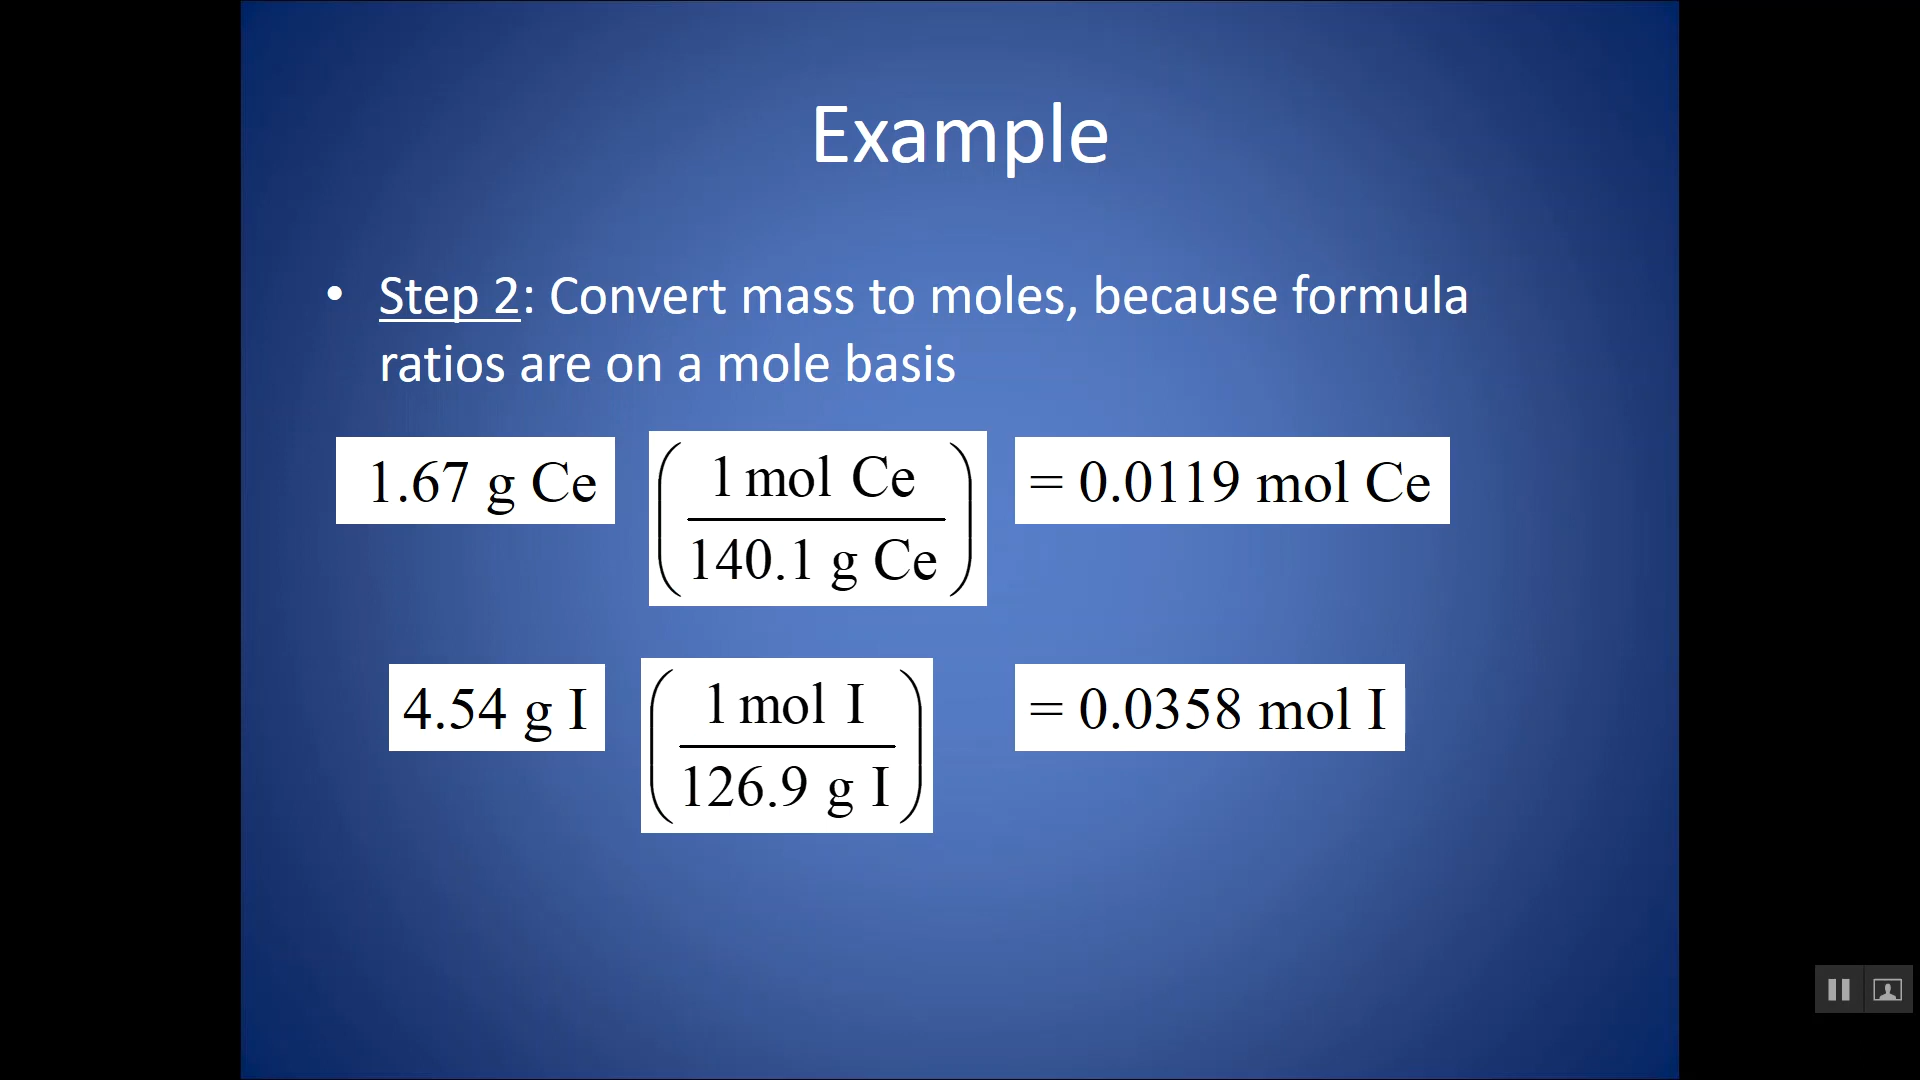 Example
• Step 2: Convert mass to moles, because formula
ratios are on a mole basis
1.67 g Ce (1 mol Ce / 140.1 g Ce) = 0.0119 mol Ce
4.54 g I (1 mol I / 126.9 g I) = 0.0358 mol I